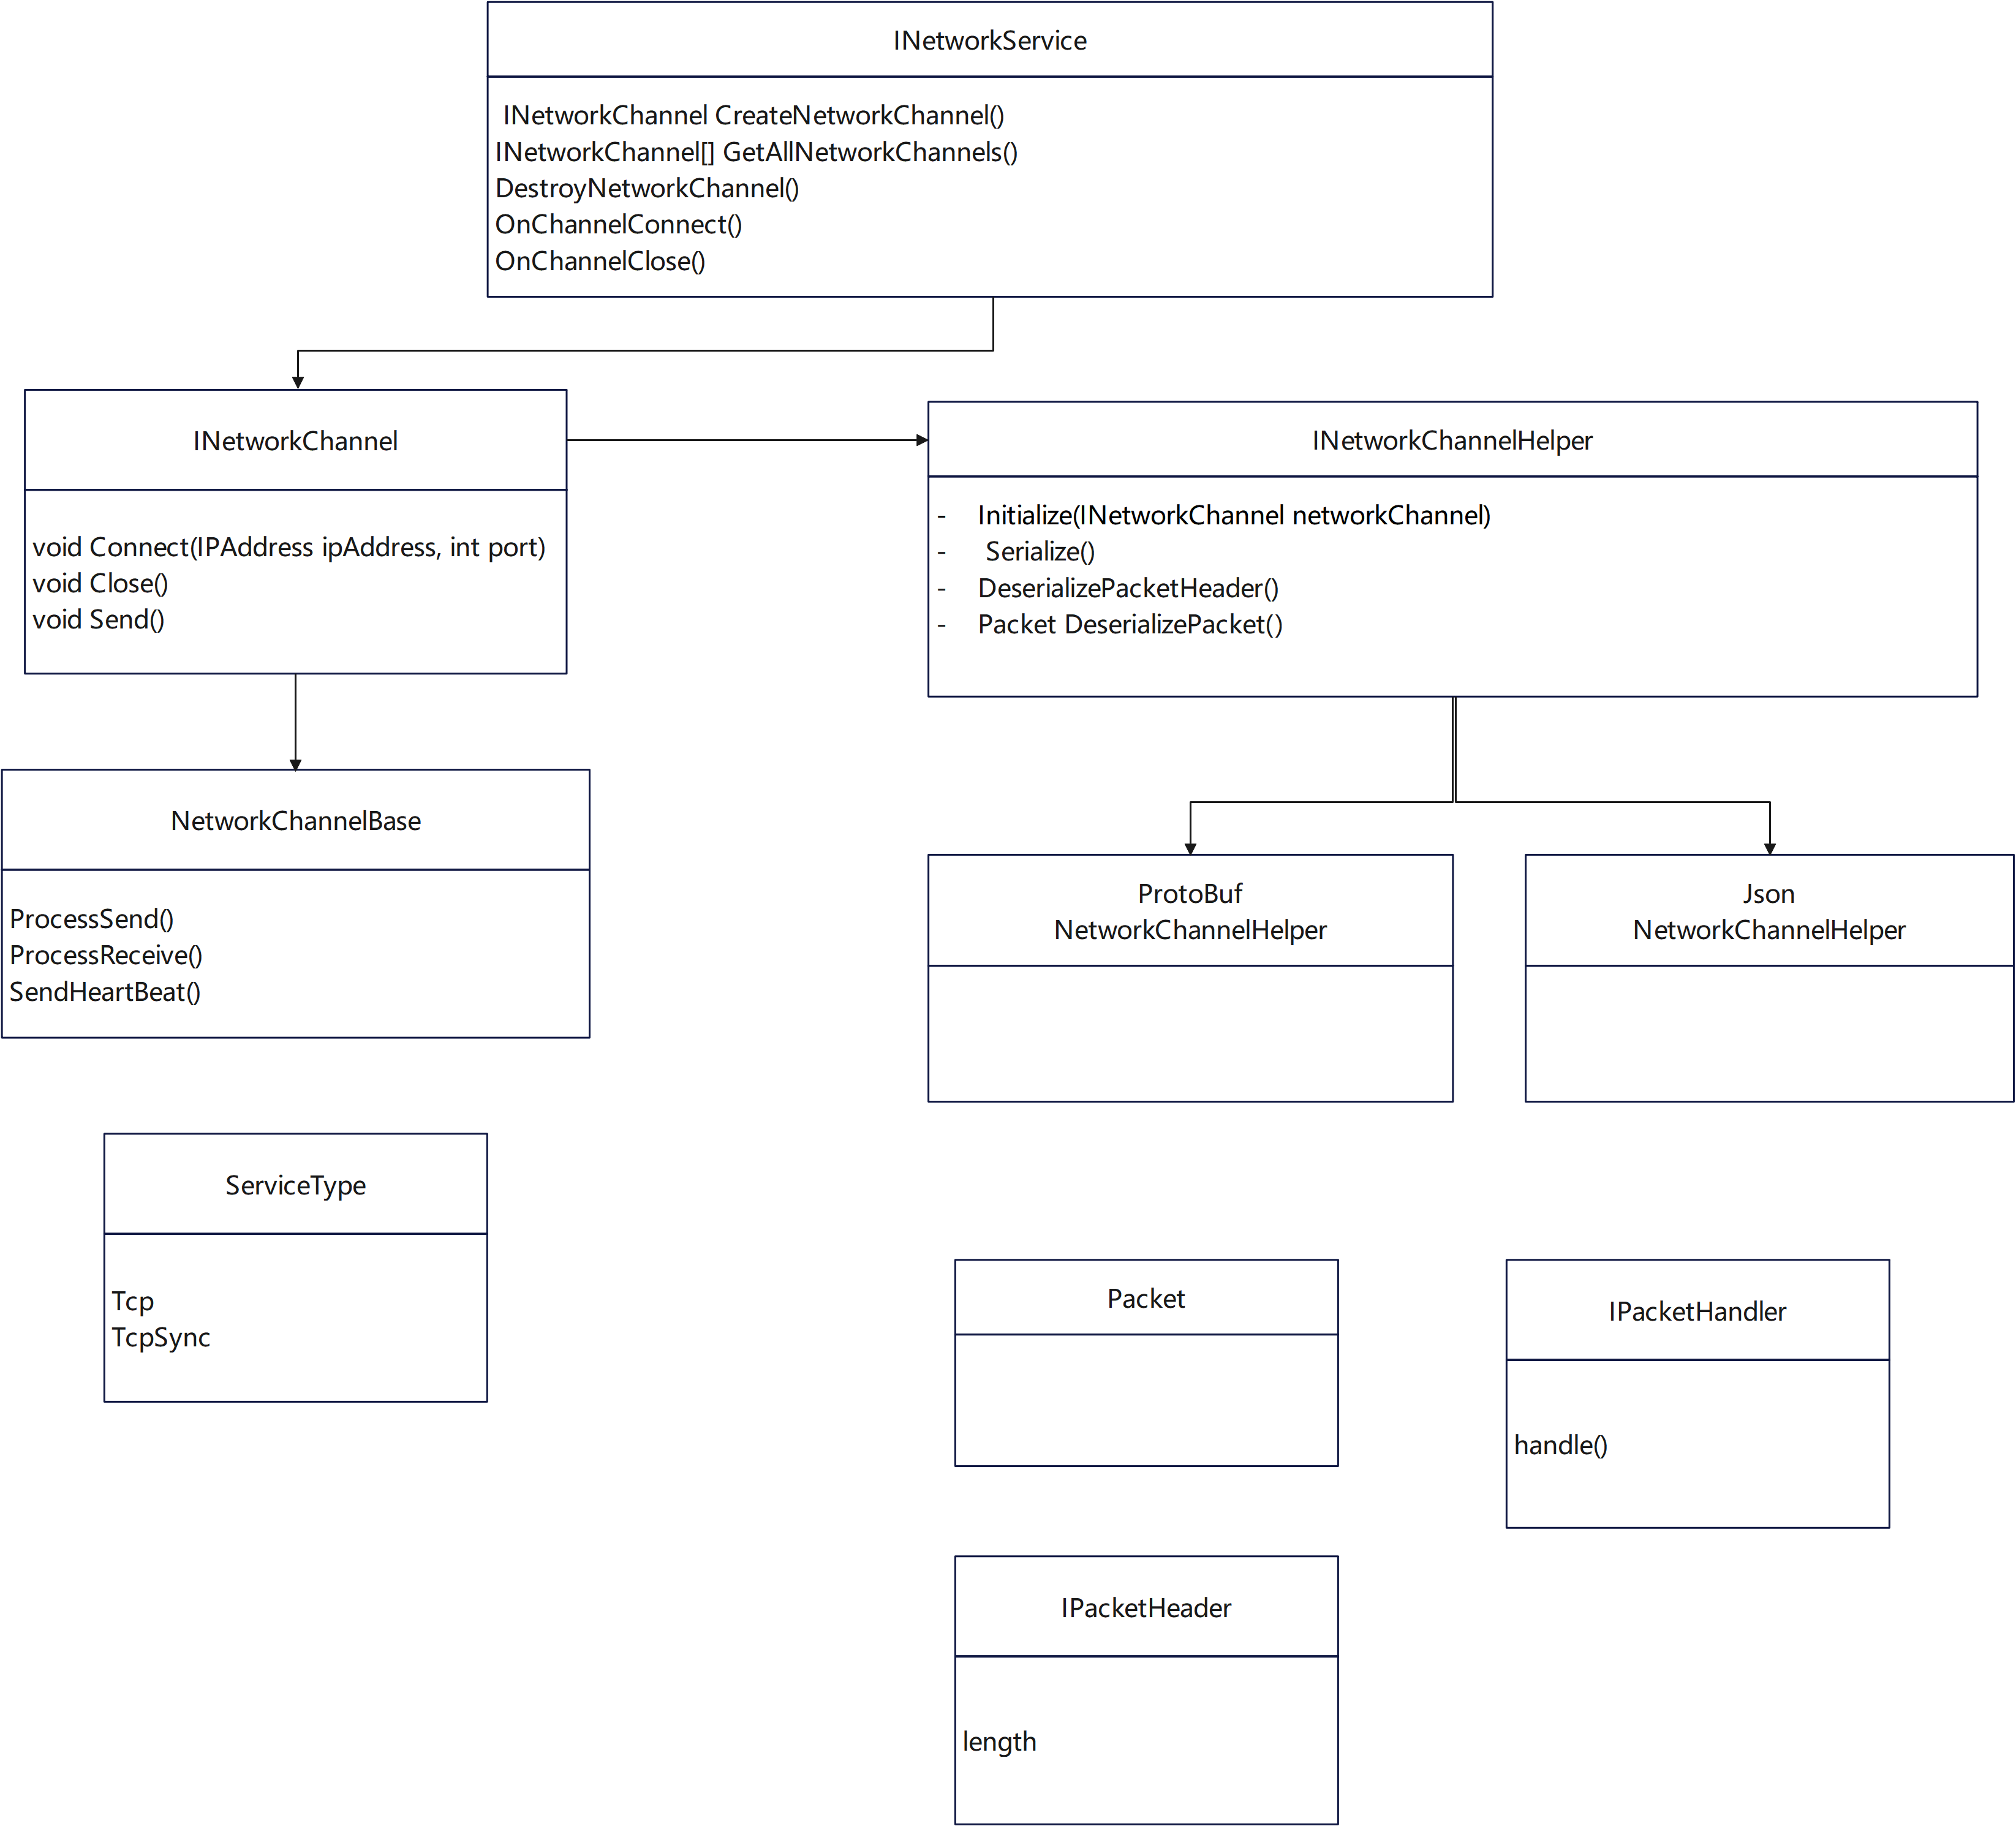 INetworkService
INetworkChannel CreateNetworkChannel()
INetworkChannel[] GetAllNetworkChannels()
DestroyNetworkChannel()
OnChannelConnect()
OnChannelClose()
INetworkChannel
void Connect(IPAddress ipAddress, int port)
void Close()
void Send()
INetworkChannelHelper
- Initialize(INetworkChannel networkChannel)
- Serialize()
- DeserializePacketHeader()
- Packet DeserializePacket()
NetworkChannelBase
ProcessSend()
ProcessReceive()
SendHeartBeat()
ProtoBuf
NetworkChannelHelper
Json
NetworkChannelHelper
ServiceType
Tcp
TcpSync
Packet
IPacketHandler
handle()
IPacketHeader
length